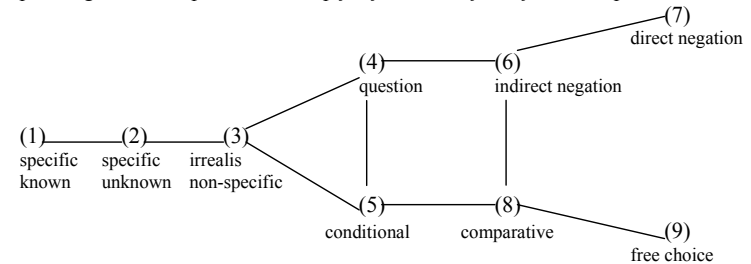 (7)
direct negation
(4) (6)
question indirect negation
(1) (2) (3)
specific specific irrealis
known unknown non-specific
(5) (8)
conditional comparative
(9)
free choice